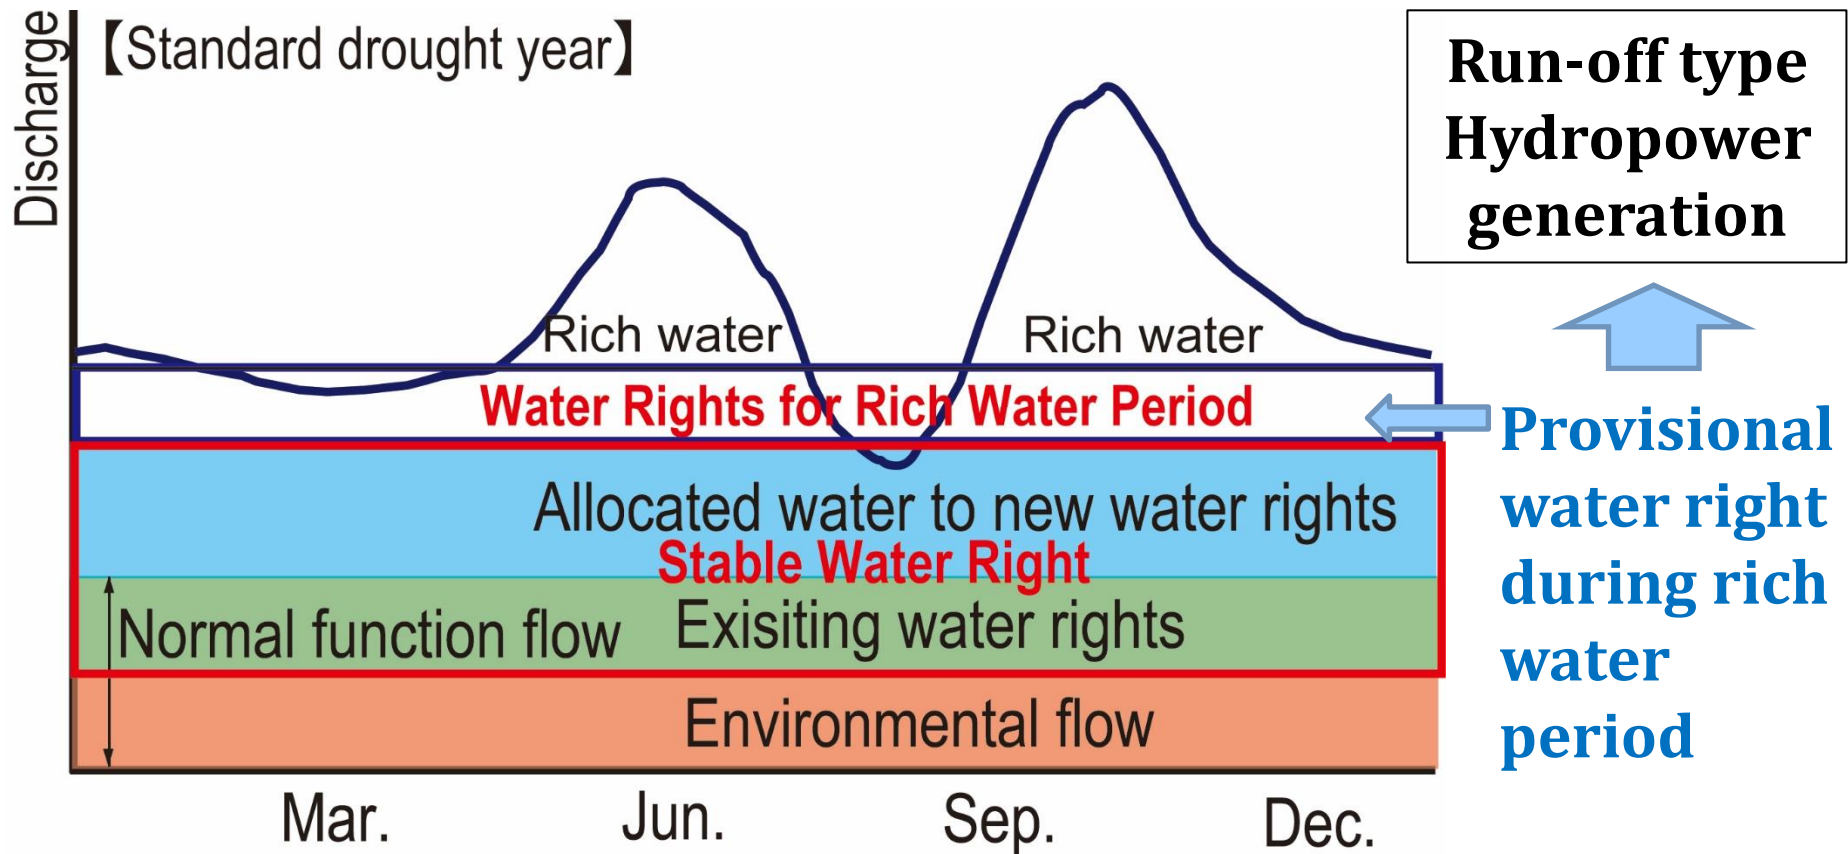 Discharge
【Standard drought year】
Run-off type
Hydropower
generation
Rich water
Rich water
Water Rights for Rich Water Period
Provisional
water right
during rich
water
period
Allocated water to new water rights
Stable Water Right
Normal function flow
Exisiting water rights
Environmental flow
Mar.
Jun.
Sep.
Dec.